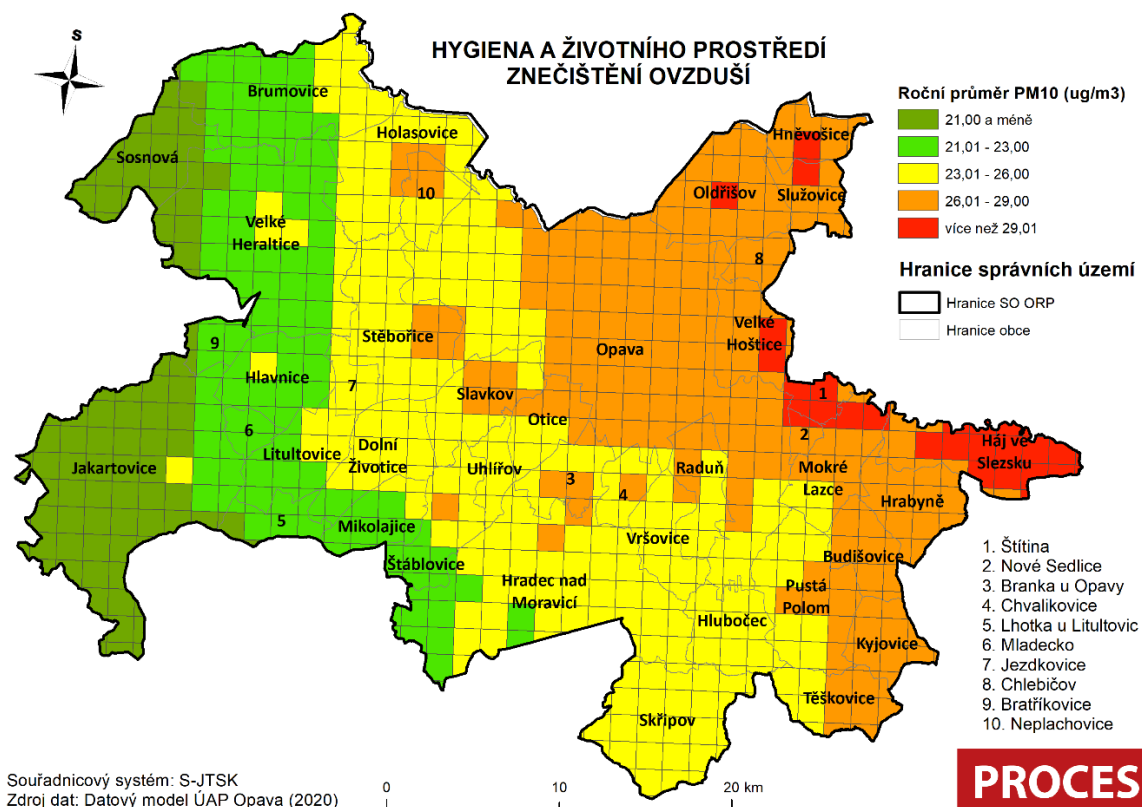 S
HYGIENA A ŽIVOTNÍHO PROSTŘEDÍ
ZNEČIŠTĚNÍ OVZDUŠÍ
Roční průměr PM10 (ug/m3)
21,00 a méně
21,01 - 23,00
23,01 - 26,00
26,01 - 29,00
více než 29,01
Hranice správních území
Hranice SO ORP
Hranice obce
Brumovice
Holasovice
Sosnová
10
Hněvošice
Oldřišov
Služovice
Velké
Heraltice
8
9
Stěbořice
Velké
Hoštice
Opava
Hlavnice
7
Slavkov
1
Otice
6
2
Litultovice
Dolní
Životice
Háj ve
Slezsku
Jakartovice
Uhlířov
3
4
Raduň
Mokré
Lazce
Hrabyně
5
Mikolajice
Vršovice
Budišovice
Štáblovice
Hradec nad
Moravicí
Pustá
Polom
Hlubočec
Kyjovice
Těškovice
Skřipov
1. Štítina
2. Nové Sedlice
3. Branka u Opavy
4. Chvalikovice
5. Lhotka u Litultovic
6. Mladecko
7. Jezdkovice
8. Chlebičov
9. Bratříkovice
10. Neplachovice
Souřadnicový systém: S-JTSK
Zdroj dat: Datový model ÚAP Opava (2020)
0 10 20 km
PROCES